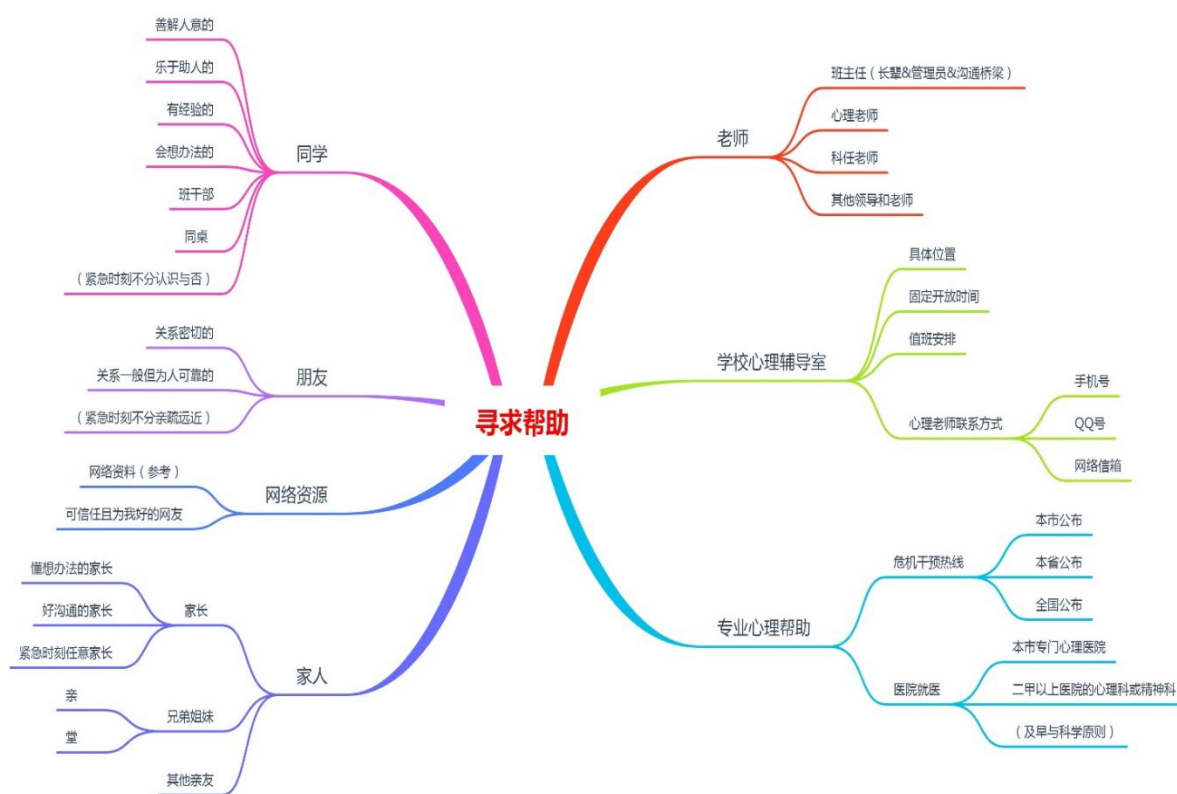 寻求帮助
同学
善解人意的
乐于助人的
有经验的
会想办法的
班干部
同桌
（紧急时刻不分认识与否）
朋友
关系密切的
关系一般但为人可靠的
（紧急时刻不分亲疏远近）
网络资源
网络资料（参考）
可信任且为我好的网友
家人
家长
懂想办法的家长
好沟通的家长
紧急时刻任意家长
兄弟姐妹
亲
堂
其他亲友
老师
班主任（长辈&管理员&沟通桥梁）
心理老师
科任老师
其他领导和老师
学校心理辅导室
具体位置
固定开放时间
值班安排
心理老师联系方式
手机号
QQ号
网络信箱
专业心理帮助
危机干预热线
本市公布
本省公布
全国公布
医院就医
本市专门心理医院
二甲以上医院的心理科或精神科
（及早与科学原则）